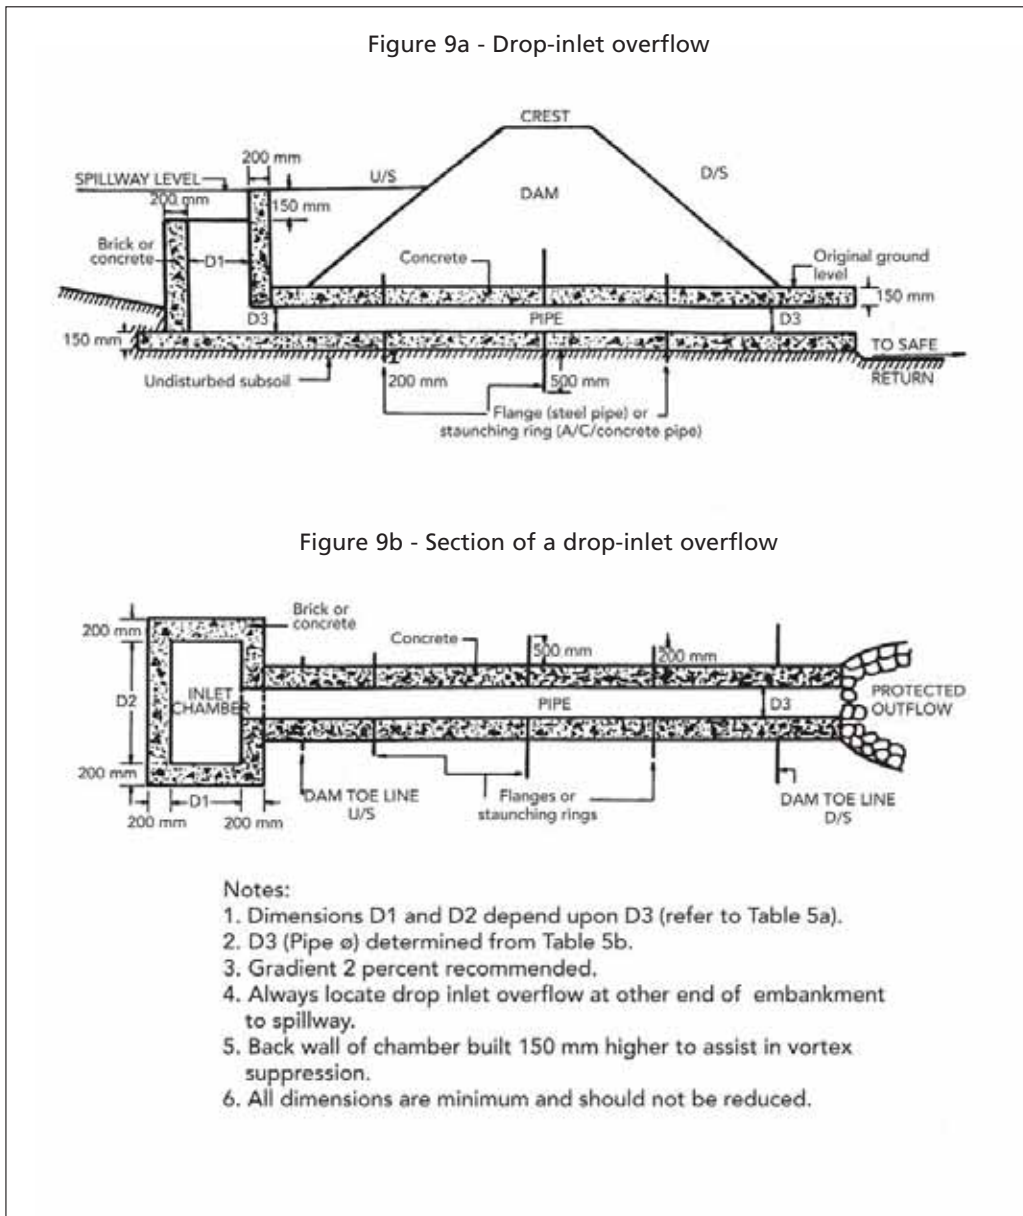 Figure 9a - Drop-inlet overflow
CREST
200 mm
SPILLWAY LEVEL
U/S
D/S
200 mm
150 mm
DAM
Brick or
concrete
D1
Concrete
Original ground
level
150 mm
D3
PIPE
D3
150 mm
TO SAFE
RETURN
Undisturbed subsoil
200 mm
500 mm
Flange (steel pipe) or
staunching ring (A/C/concrete pipe)
Figure 9b - Section of a drop-inlet overflow
Brick or
concrete
200 mm
Concrete
500 mm
200 mm
D2
INLET
CHAMBER
PIPE
D3
PROTECTED
OUTFLOW
200 mm
D1
200 mm
200 mm
DAM TOE LINE
U/S
Flanges or
staunching rings
DAM TOE LINE
D/S
Notes:
1. Dimensions D1 and D2 depend upon D3 (refer to Table 5a).
2. D3 (Pipe ø) determined from Table 5b.
3. Gradient 2 percent recommended.
4. Always locate drop inlet overflow at other end of embankment
to spillway.
5. Back wall of chamber built 150 mm higher to assist in vortex
suppression.
6. All dimensions are minimum and should not be reduced.